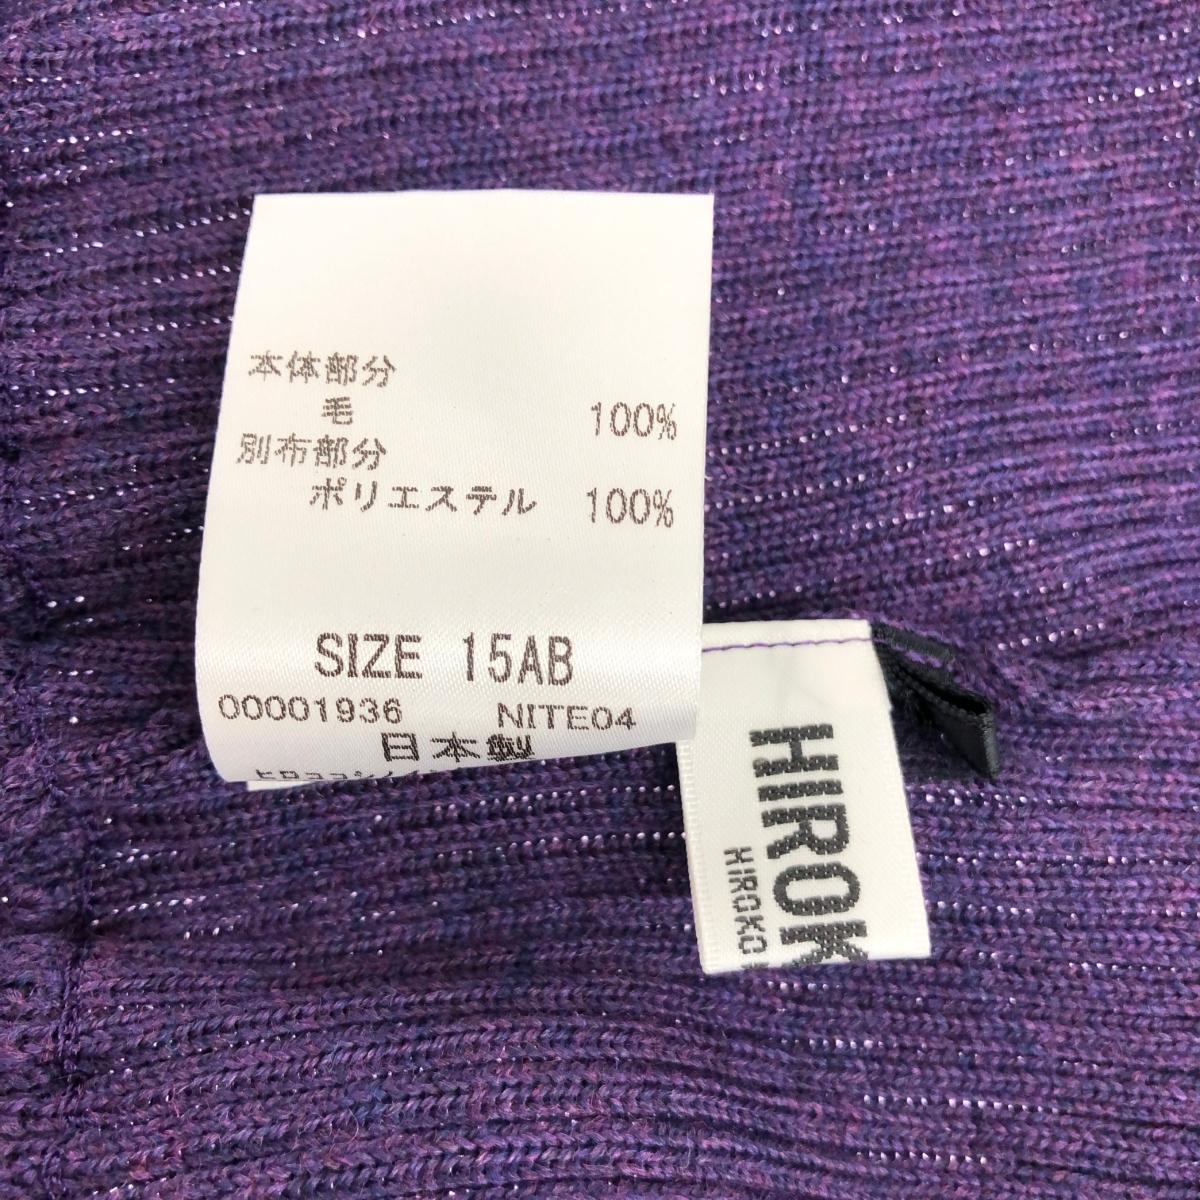 本体部分
毛 100%
別布部分
ポリエステル 100%
SIZE 15AB
00001936 NITE04
日本製
HIROK
HIROKO